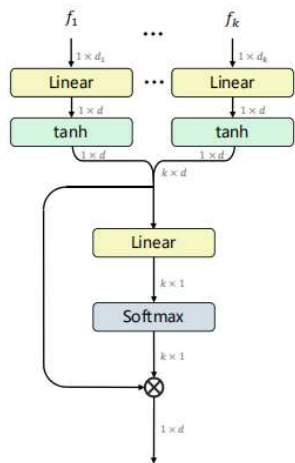 f₁ ... fₖ
1 × d₁ 1 × dₖ
Linear ... Linear
1 × d 1 × d
tanh tanh
1 × d 1 × d
k × d
Linear
k × 1
Softmax
k × 1
⊗
1 × d